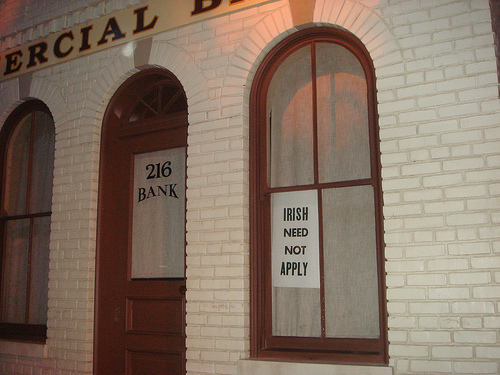 ERCIAL B
216
BANK
IRISH
NEED
NOT
APPLY